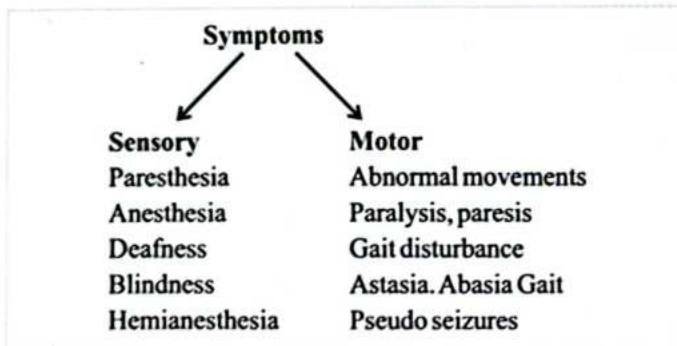 Symptoms
Sensory Motor
Paresthesia Abnormal movements
Anesthesia Paralysis, paresis
Deafness Gait disturbance
Blindness Astasia. Abasia Gait
Hemianesthesia Pseudo seizures